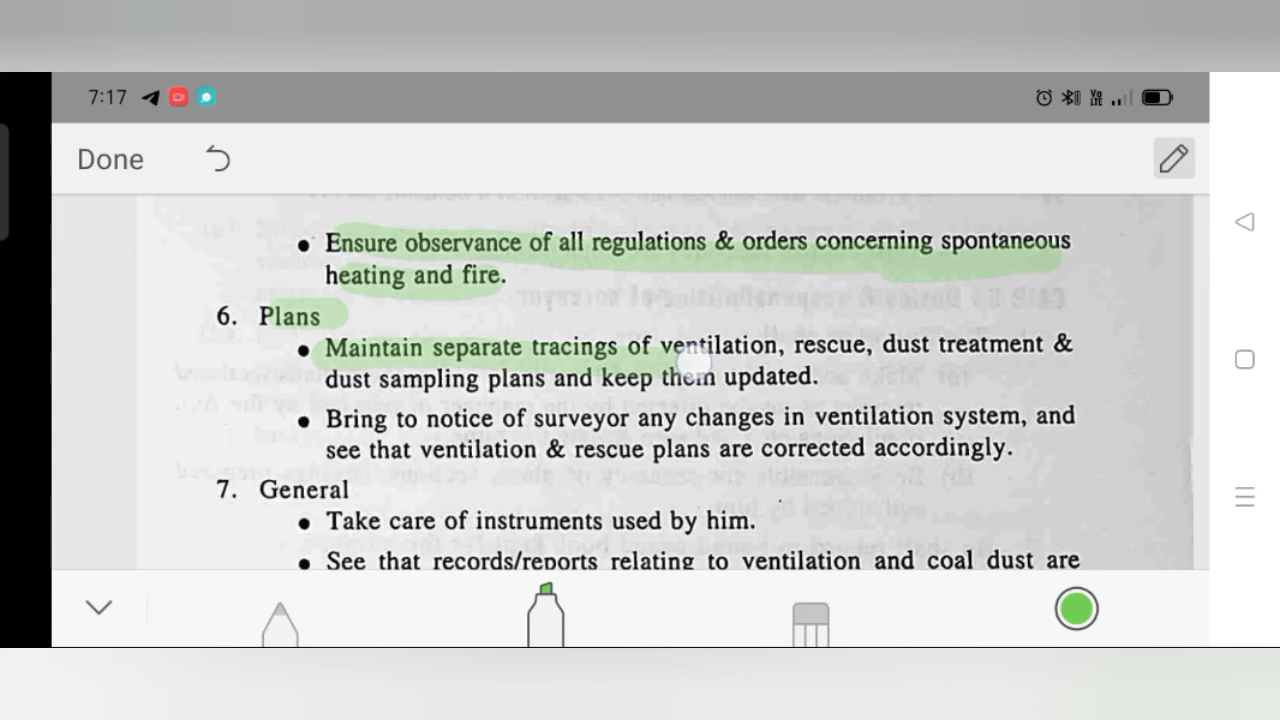 7:17
Done
• Ensure observance of all regulations & orders concerning spontaneous
heating and fire.
6. Plans
• Maintain separate tracings of ventilation, rescue, dust treatment &
dust sampling plans and keep them updated.
• Bring to notice of surveyor any changes in ventilation system, and
see that ventilation & rescue plans are corrected accordingly.
7. General
• Take care of instruments used by him.
• See that records/reports relating to ventilation and coal dust are